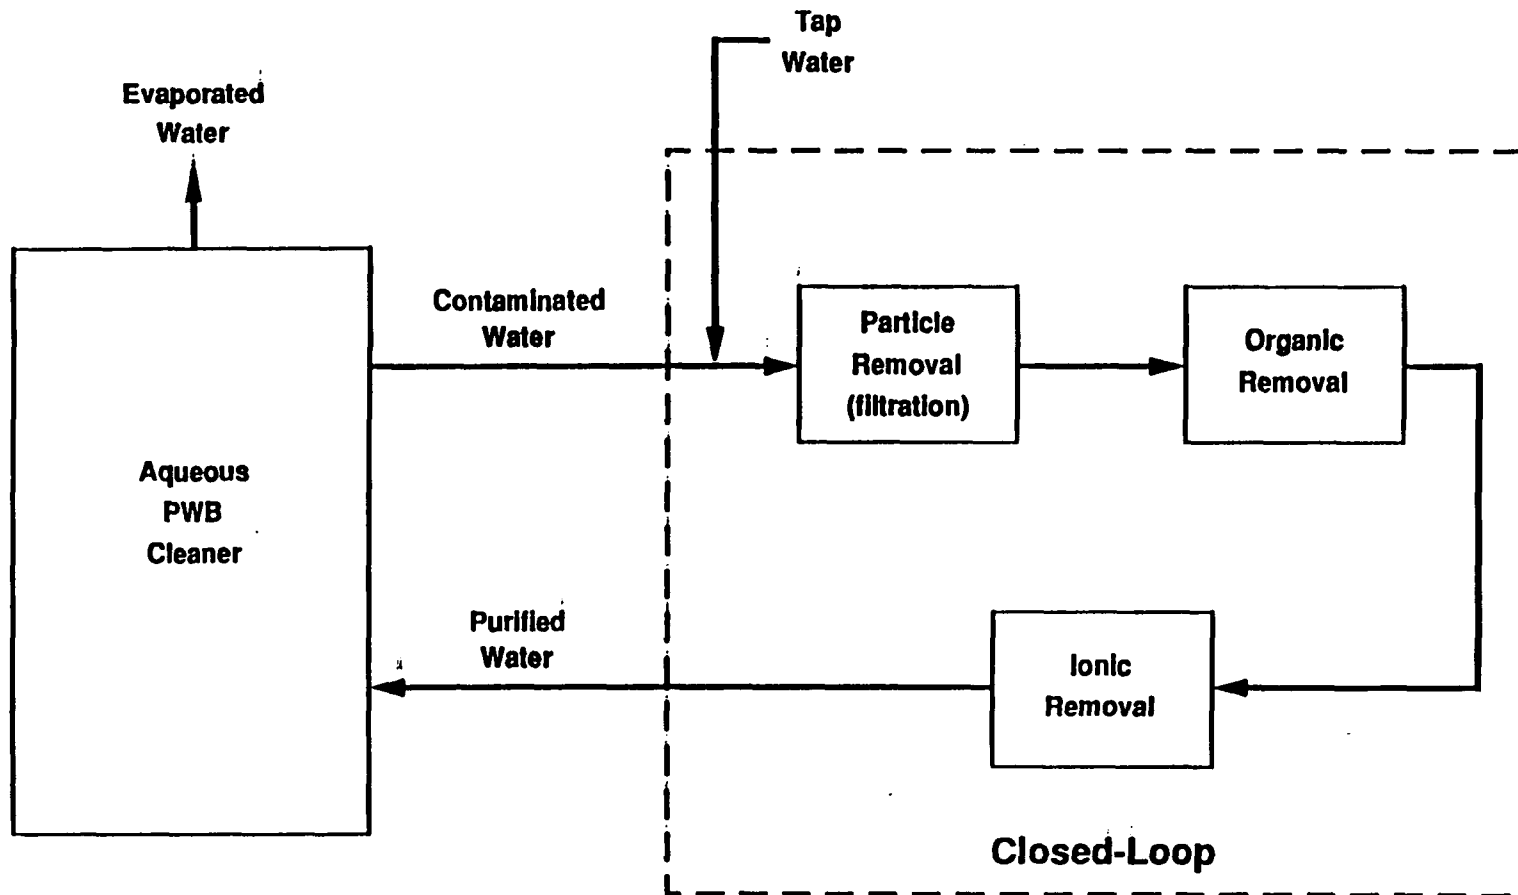 Tap
Water
Evaporated
Water
Contaminated
Water
Particle
Removal
(filtration)
Organic
Removal
Aqueous
PWB
Cleaner
Purified
Water
Ionic
Removal
Closed-Loop